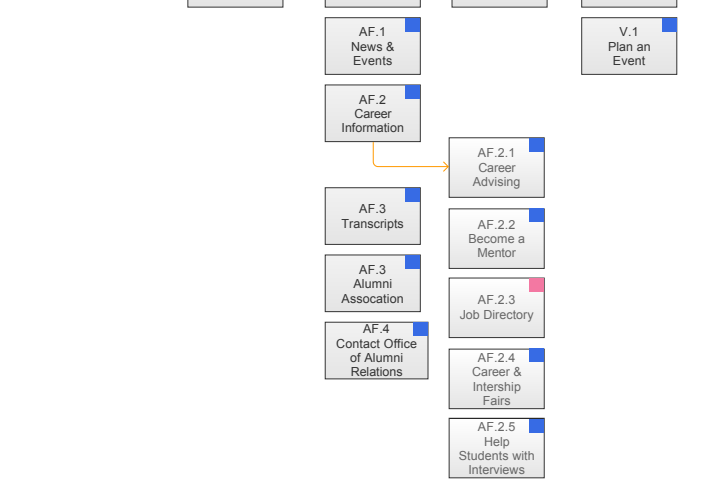 AF.1
News &
Events
V.1
Plan an
Event
AF.2
Career
Information
AF.2.1
Career
Advising
AF.3
Transcripts
AF.2.2
Become a
Mentor
AF.3
Alumni
Assocation
AF.2.3
Job Directory
AF.4
Contact Office
of Alumni
Relations
AF.2.4
Career &
Intership
Fairs
AF.2.5
Help
Students with
Interviews